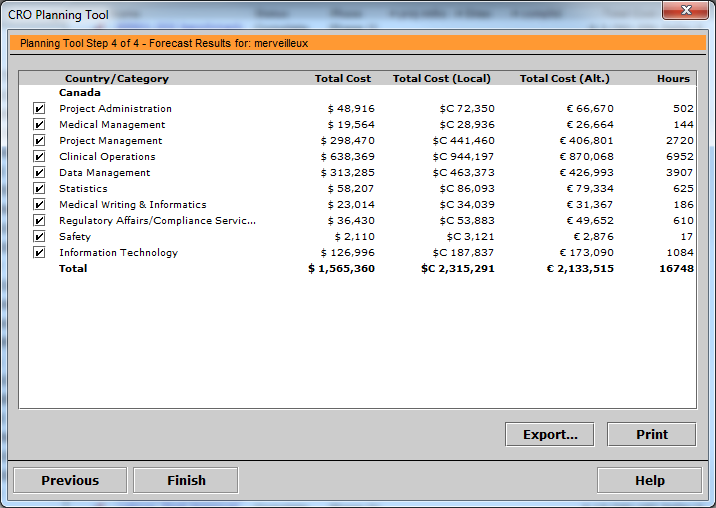 CRO Planning Tool
Planning Tool Step 4 of 4 - Forecast Results for: merveilleux
Country/Category Total Cost Total Cost (Local) Total Cost (Alt.) Hours
Canada
Project Administration $ 48,916 $C 72,350 € 66,670 502
Medical Management $ 19,564 $C 28,936 € 26,664 144
Project Management $ 298,470 $C 441,460 € 406,801 2720
Clinical Operations $ 638,369 $C 944,197 € 870,068 6952
Data Management $ 313,285 $C 463,373 € 426,993 3907
Statistics $ 58,207 $C 86,093 € 79,334 625
Medical Writing & Informatics $ 23,014 $C 34,039 € 31,367 186
Regulatory Affairs/Compliance Servic... $ 36,430 $C 53,883 € 49,652 610
Safety $ 2,110 $C 3,121 € 2,876 17
Information Technology $ 126,996 $C 187,837 € 173,090 1084
Total $ 1,565,360 $C 2,315,291 € 2,133,515 16748
Export... Print
Previous Finish Help